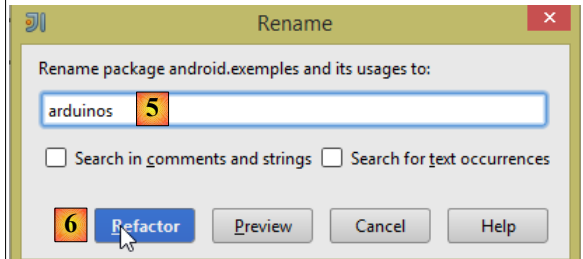 Rename
Rename package android.exemples and its usages to:
arduinos 5
Search in comments and strings Search for text occurrences
6 Refactor Preview Cancel Help